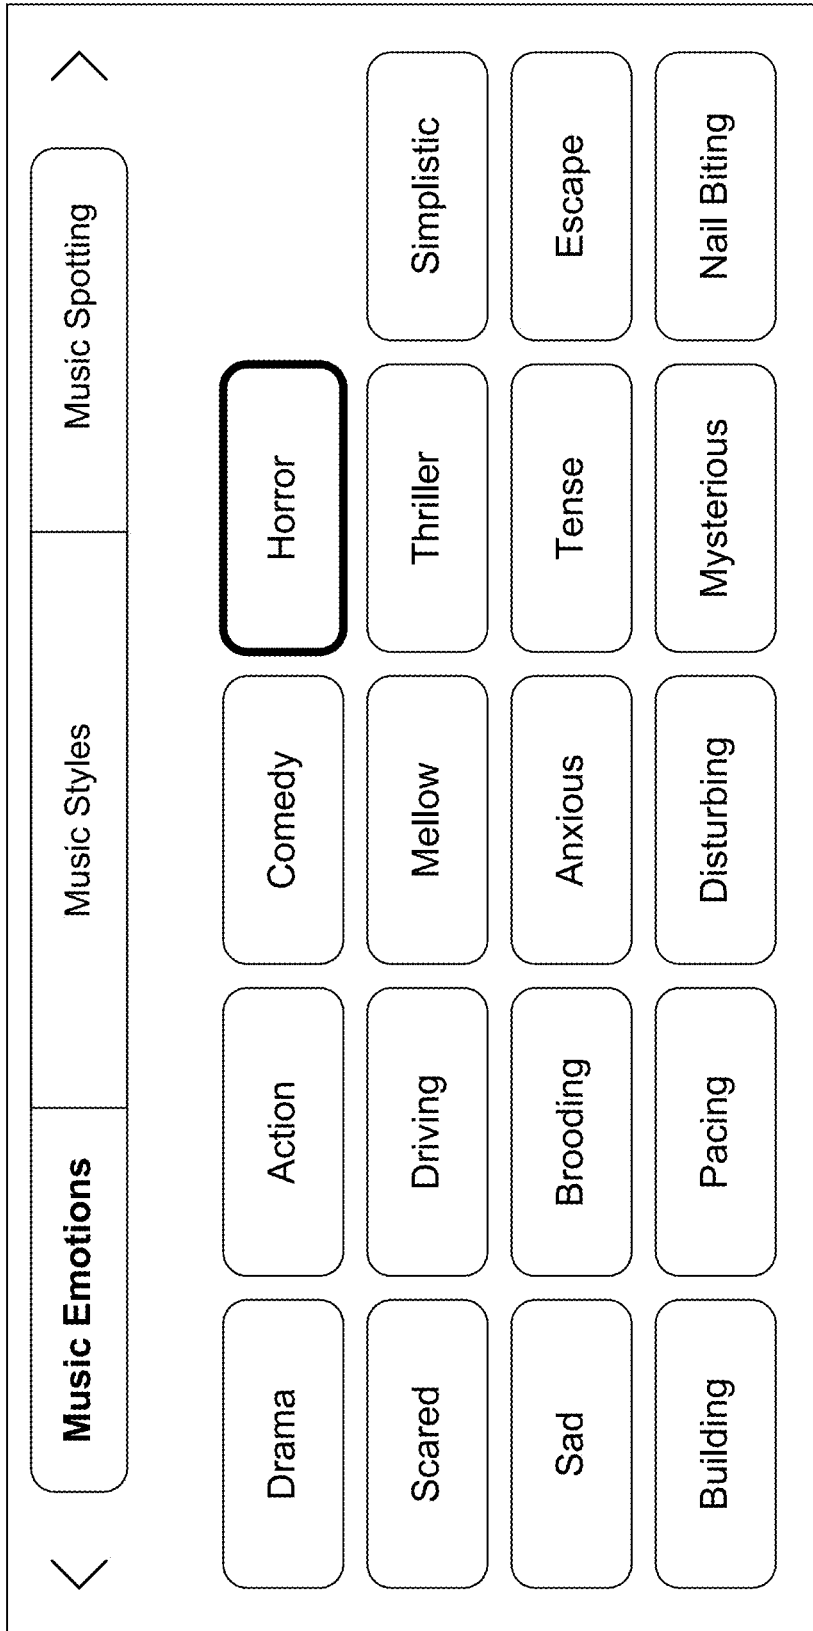 Music Emotions Music Styles Music Spotting
Drama Action Comedy Horror
Scared Driving Mellow Thriller Simplistic
Sad Brooding Anxious Tense Escape
Building Pacing Disturbing Mysterious Nail Biting